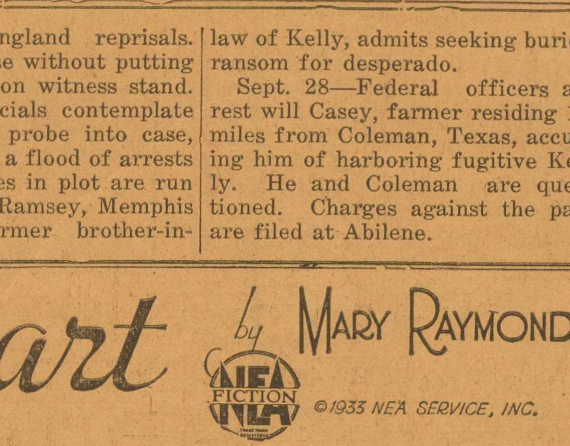 ngland reprisals.
e without putting
on witness stand.
cials contemplate
probe into case,
a flood of arrests
es in plot are run
Ramsey, Memphis
rmer brother-in-
law of Kelly, admits seeking buri
ransom for desperado.
Sept. 28—Federal officers a
rest will Casey, farmer residing
miles from Coleman, Texas, accu
ing him of harboring fugitive Ke
ly. He and Coleman are que
tioned. Charges against the pa
are filed at Abilene.
art
by MARY RAYMOND
NEA
FICTION
NEA
©1933 NEA SERVICE, INC.